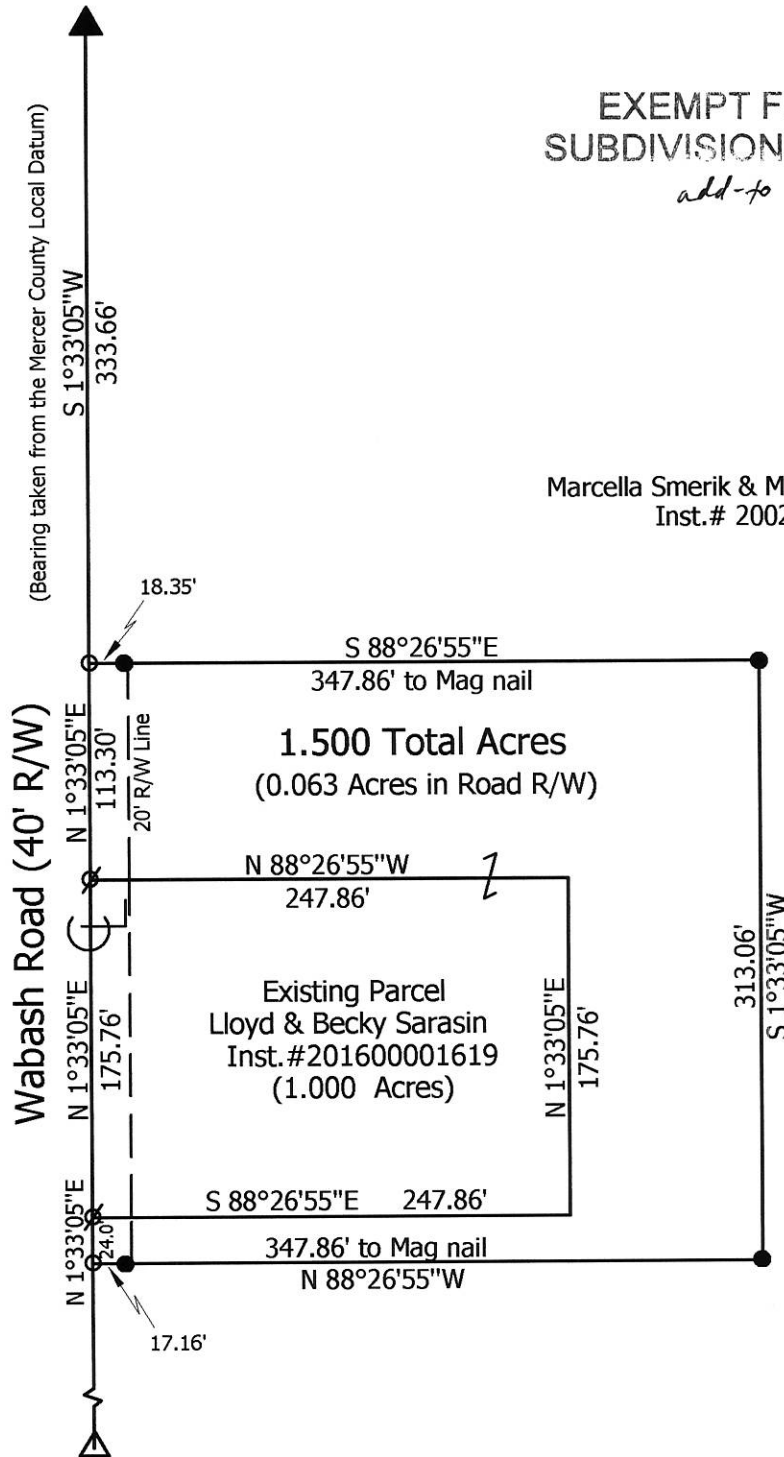 EXEMPT F
SUBDIVISION
add-to
(Bearing taken from the Mercer County Local Datum)
S 1°33'05"W
333.66'
Marcella Smerik & M
Inst.# 2002
18.35'
S 88°26'55"E
347.86' to Mag nail
Wabash Road (40' R/W)
N 1°33'05"E
113.30'
20' R/W Line
1.500 Total Acres
(0.063 Acres in Road R/W)
N 88°26'55"W
247.86'
N 1°33'05"E
175.76'
Existing Parcel
Lloyd & Becky Sarasin
Inst.#201600001619
(1.000 Acres)
N 1°33'05"E
175.76'
313.06'
S 1°33'05"W
S 88°26'55"E 247.86'
N 1°33'05"E
24.0'
347.86' to Mag nail
N 88°26'55"W
17.16'